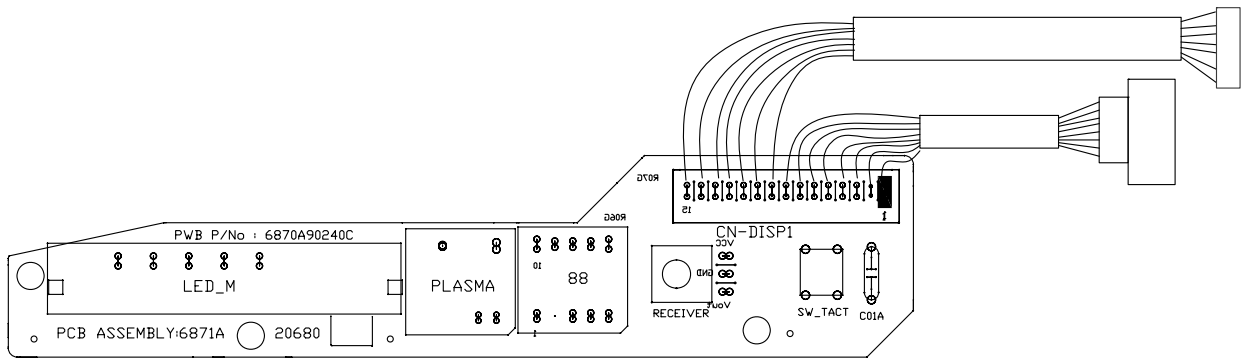 R07G
15
1
R06G
CN-DISP1
PWB P/No : 6870A90240C
VCC
10
LED_M
PLASMA
88
GND
Vout
1
RECEIVER
SW_TACT
C01A
PCB ASSEMBLY:6871A
20680